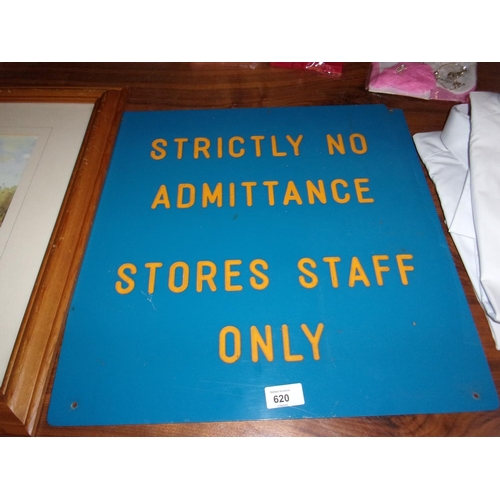 STRICTLY NO
ADMITTANCE
STORES STAFF
ONLY
620